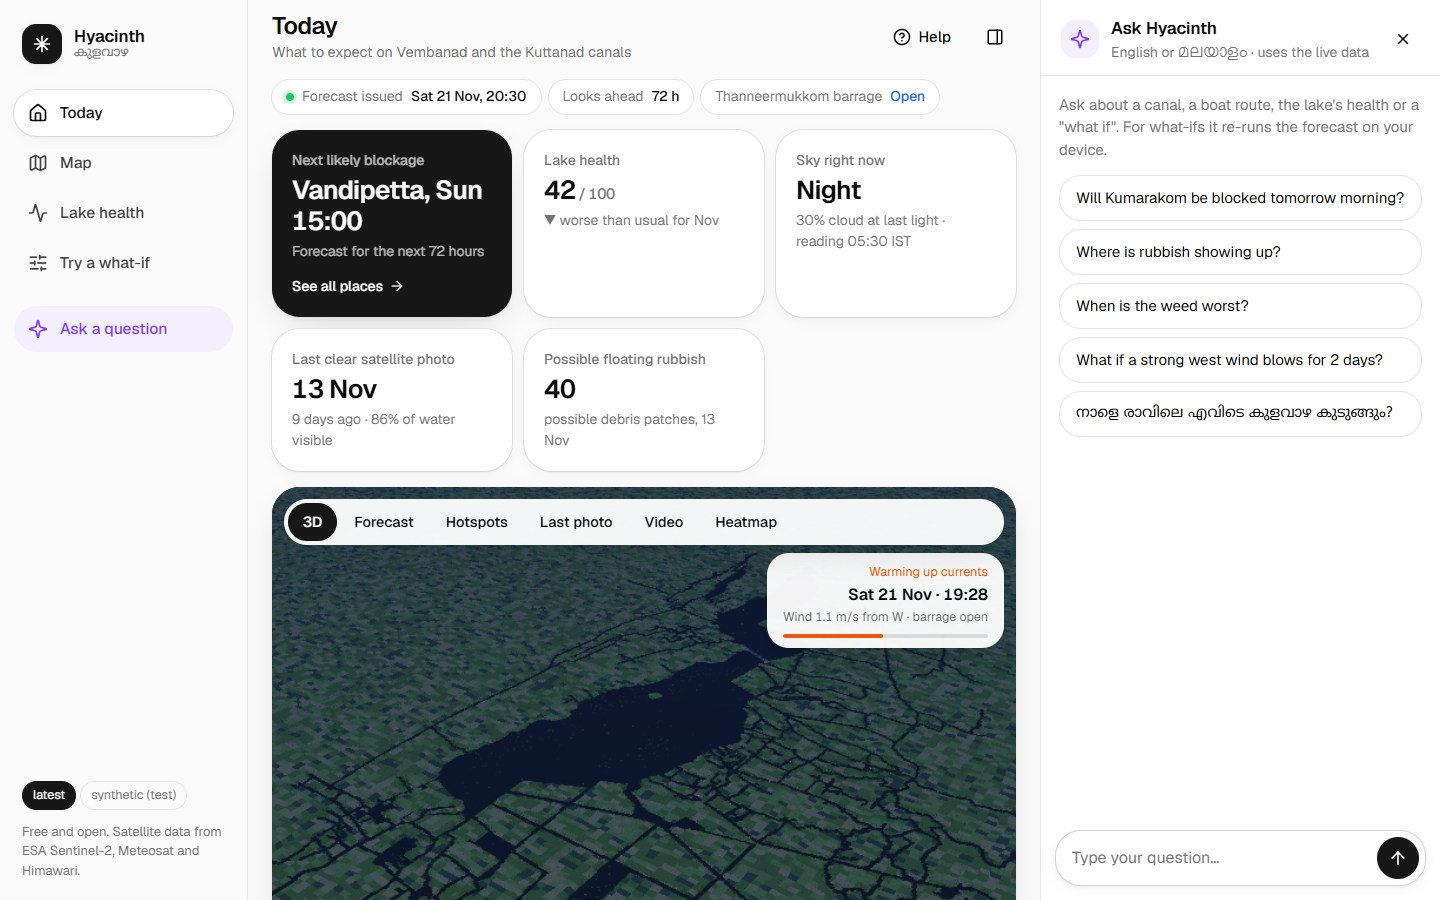 Hyacinth
കുളവാഴ
Today
Map
Lake health
Try a what-if
Ask a question
latest
synthetic (test)
Free and open. Satellite data from
ESA Sentinel-2, Meteosat and
Himawari.
Today
What to expect on Vembanad and the Kuttanad canals
Help
Forecast issued Sat 21 Nov, 20:30
Looks ahead 72 h
Thanneermukkom barrage Open
Next likely blockage
Vandipetta, Sun
15:00
Forecast for the next 72 hours
See all places →
Lake health
42 / 100
▼ worse than usual for Nov
Sky right now
Night
30% cloud at last light ·
reading 05:30 IST
Last clear satellite photo
13 Nov
9 days ago · 86% of water
visible
Possible floating rubbish
40
possible debris patches, 13
Nov
3D
Forecast
Hotspots
Last photo
Video
Heatmap
Warming up currents
Sat 21 Nov · 19:28
Wind 1.1 m/s from W · barrage open
Ask Hyacinth
English or മലയാളം · uses the live data
Ask about a canal, a boat route, the lake's health or a
"what if". For what-ifs it re-runs the forecast on your
device.
Will Kumarakom be blocked tomorrow morning?
Where is rubbish showing up?
When is the weed worst?
What if a strong west wind blows for 2 days?
നാളെ രാവിലെ എവിടെ കുളവാഴ കുടുങ്ങും?
Type your question...